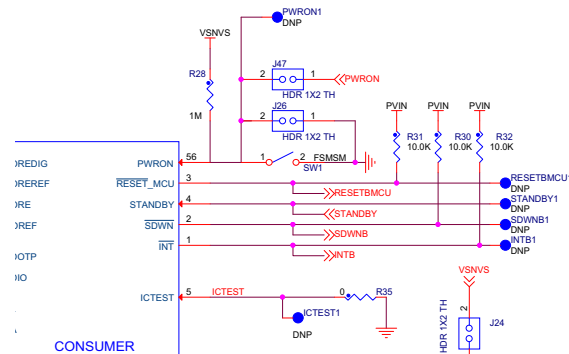 PWRON1
DNP
VSNVS
J47
R28
2
1
PWRON
HDR 1X2 TH
J26
2
1
PVIN
PVIN
PVIN
1M
HDR 1X2 TH
R31
10.0K
R30
10.0K
R32
10.0K
OREDIG
PWRON
56
1
2
FSMSM
SW1
OREREF
RESET_MCU
3
RESETBMCU1
DNP
RESETBMCU
ORE
STANDBY
4
STANDBY1
DNP
STANDBY
OREF
SDWN
2
SDWNB1
DNP
SDWNB
INT
1
INTB1
DNP
OOTP
INTB
DIO
VSNVS
ICTEST
5
ICTEST
0
R35
2
HDR 1X2 TH
J24
ICTEST1
DNP
CONSUMER